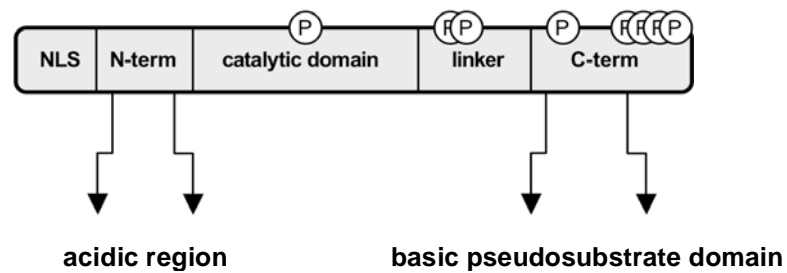 P P P P P P P P
NLS N-term catalytic domain linker C-term
acidic region basic pseudosubstrate domain